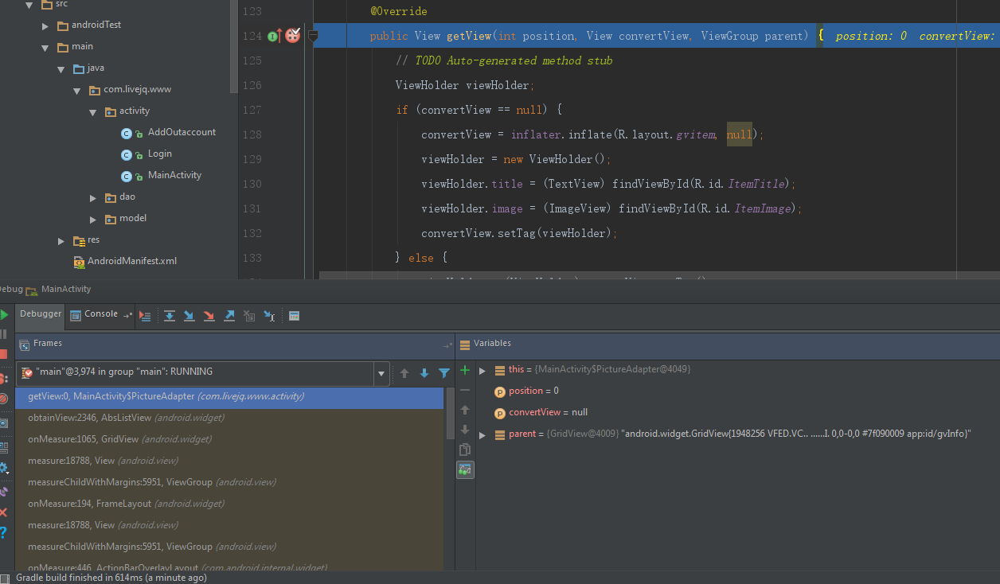 src
androidTest
main
java
com.livejq.www
activity
AddOutaccount
Login
MainActivity
dao
model
res
AndroidManifest.xml
123 @Override
124 public View getView(int position, View convertView, ViewGroup parent) { position: 0 convertView:
125 // TODO Auto-generated method stub
126 ViewHolder viewHolder;
127 if (convertView == null) {
128 convertView = inflater.inflate(R.layout.gvitem, null);
129 viewHolder = new ViewHolder();
130 viewHolder.title = (TextView) findViewById(R.id.ItemTitle);
131 viewHolder.image = (ImageView) findViewById(R.id.ItemImage);
132 convertView.setTag(viewHolder);
133 } else {
Debug MainActivity
Debugger Console
Frames
"main"@3,974 in group "main": RUNNING
getView:0, MainActivity$PictureAdapter (com.livejq.www.activity)
obtainView:2346, AbsListView (android.widget)
onMeasure:1065, GridView (android.widget)
measure:18788, View (android.view)
measureChildWithMargins:5951, ViewGroup (android.view)
onMeasure:194, FrameLayout (android.widget)
measure:18788, View (android.view)
measureChildWithMargins:5951, ViewGroup (android.view)
onMeasure:446, ActionBarOverlayLayout (com.android.internal.widget)
Variables
this = {MainActivity$PictureAdapter@4049}
position = 0
convertView = null
parent = {GridView@4009} "android.widget.GridView{1948256 VFED.VC.. ......I. 0,0-0,0 #7f090009 app:id/gvInfo}"
Gradle build finished in 614ms (a minute ago)